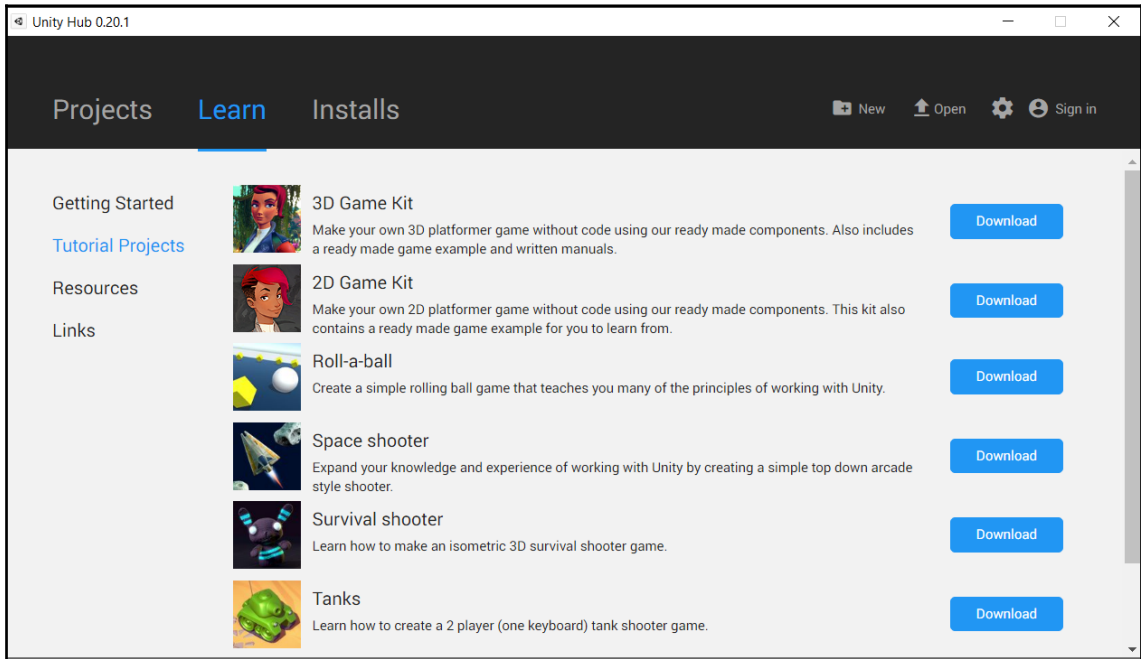 Unity Hub 0.20.1
Projects Learn Installs New Open Sign in
Getting Started
Tutorial Projects
Resources
Links
3D Game Kit
Make your own 3D platformer game without code using our ready made components. Also includes
a ready made game example and written manuals.
Download
2D Game Kit
Make your own 2D platformer game without code using our ready made components. This kit also
contains a ready made game example for you to learn from.
Download
Roll-a-ball
Create a simple rolling ball game that teaches you many of the principles of working with Unity.
Download
Space shooter
Expand your knowledge and experience of working with Unity by creating a simple top down arcade
style shooter.
Download
Survival shooter
Learn how to make an isometric 3D survival shooter game.
Download
Tanks
Learn how to create a 2 player (one keyboard) tank shooter game.
Download